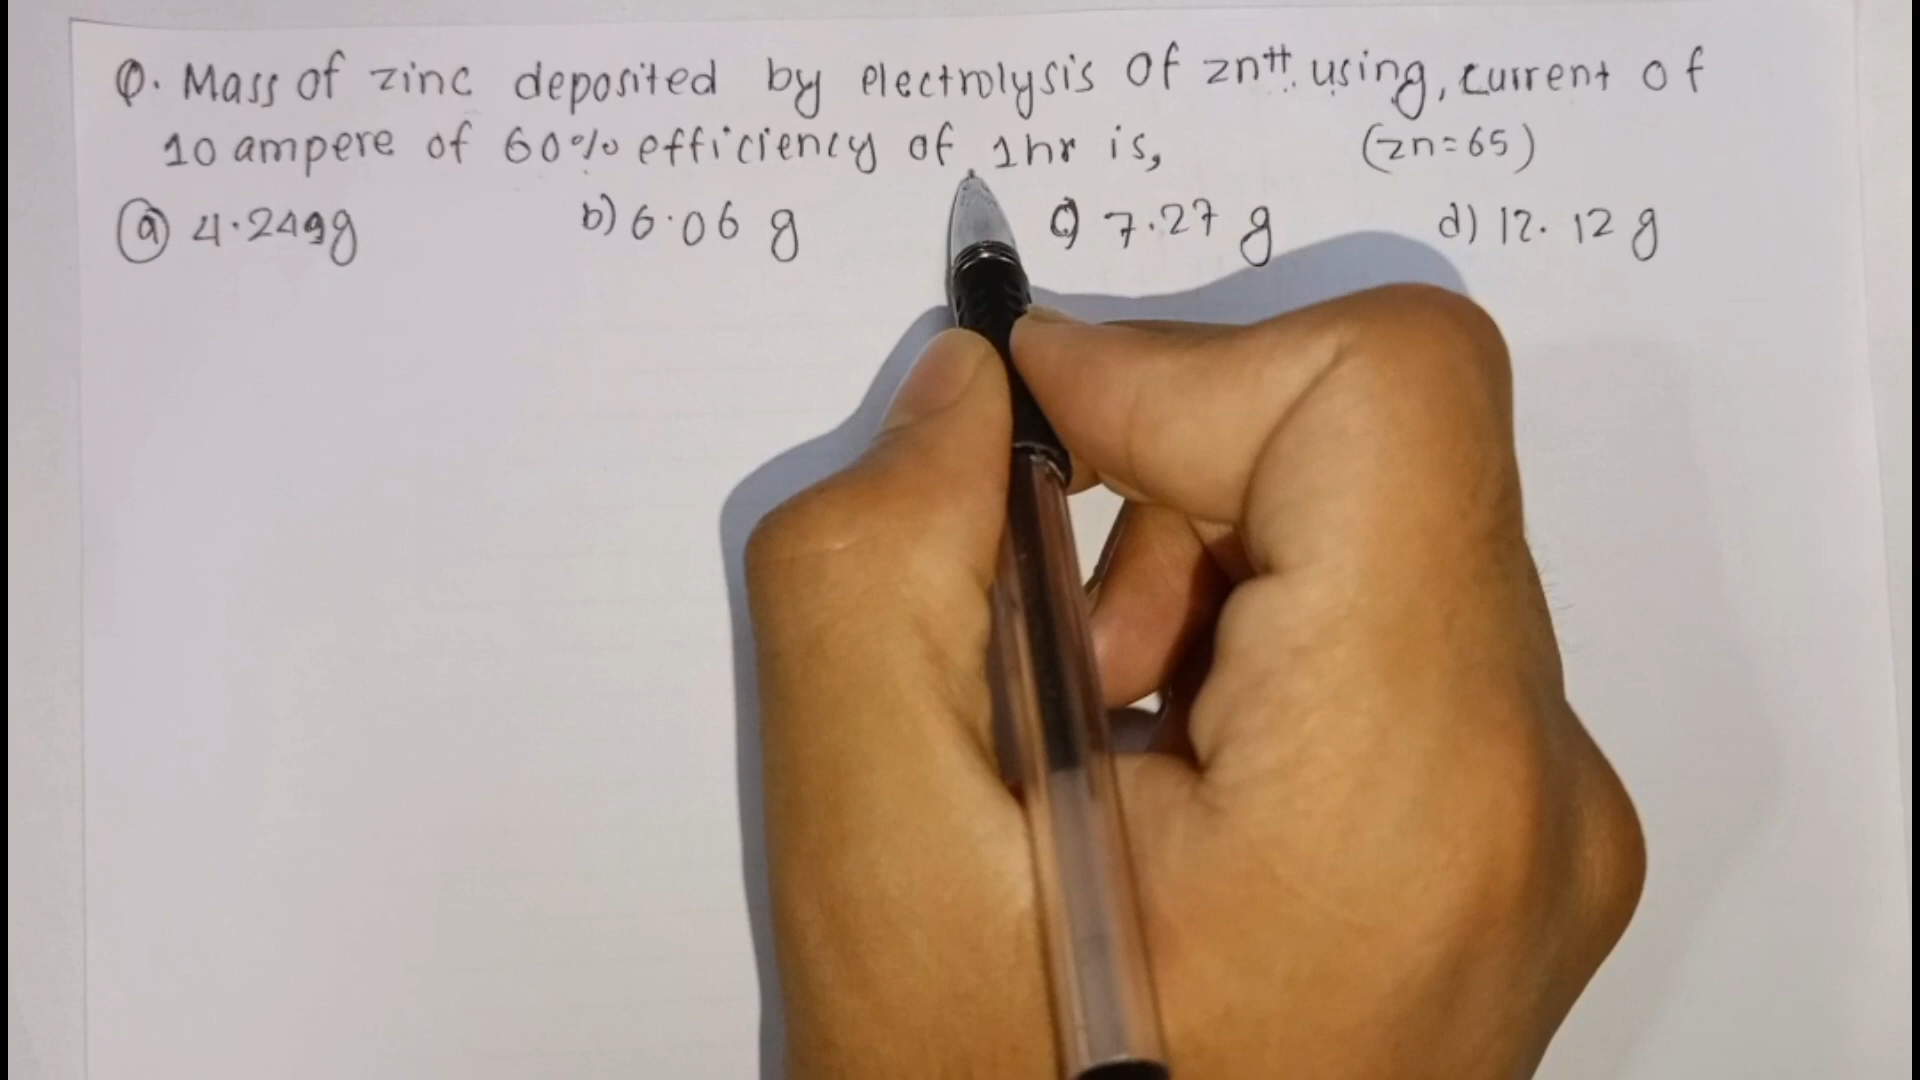 Q. Mass of zinc deposited by electrolysis of zn++ using, current of
10 ampere of 60% efficiency of 1hr is, (zn=65)
a) 4.249g b) 6.06 g c) 7.27 g d) 12.12 g